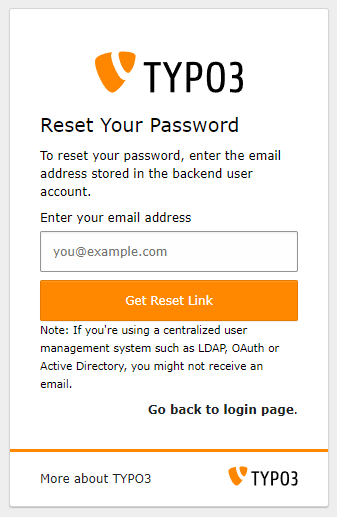 TYPO3
Reset Your Password
To reset your password, enter the email
address stored in the backend user
account.
Enter your email address
you@example.com
Get Reset Link
Note: If you're using a centralized user
management system such as LDAP, OAuth or
Active Directory, you might not receive an
email.
Go back to login page.
More about TYPO3
TYPO3